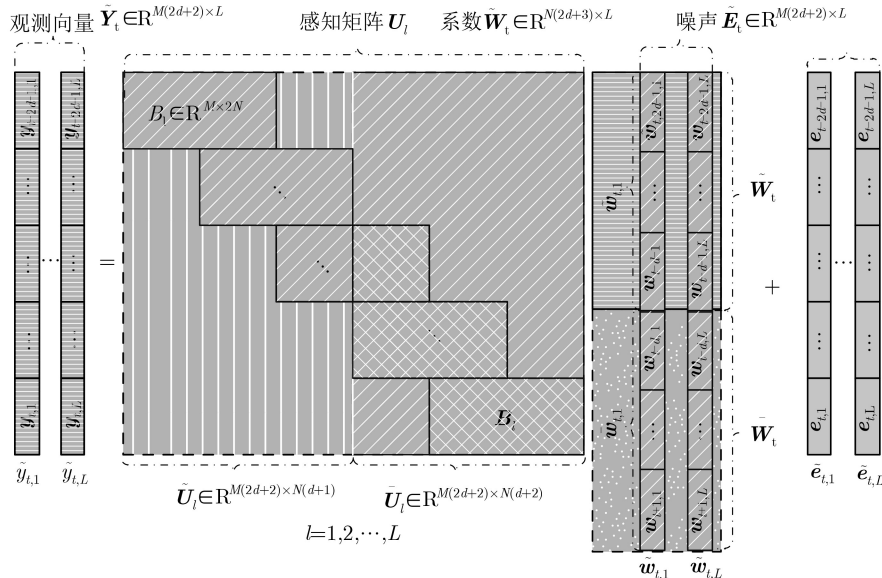 观测向量 Ỹ_t∈R^{M(2d+2)×L}
感知矩阵 U_l
系数 W̃_t∈R^{N(2d+3)×L}
噪声 Ẽ_t∈R^{M(2d+2)×L}
y_{t-2d-1,1} y_{t-2d-1,L}
⋯ ⋯
⋯ ⋯ ⋯
⋯ ⋯
y_{t,1} y_{t,L}
ỹ_{t,1} ỹ_{t,L}
=
B_l∈R^{M×2N}
⋱
⋱
⋱
B_l
Ũ_l∈R^{M(2d+2)×N(d+1)}
Ū_l∈R^{M(2d+2)×N(d+2)}
l=1,2,⋯,L
w_{t,2d-1,1} w_{t-2d-1,L}
⋯ ⋯
w_{t-d-1} w_{t-d-1,L}
w_{t-d,1} w_{t-d,L}
⋯ ⋯
w_{t+1,1} w_{t+1,L}
w̃_{t,1} w̃_{t,L}
W̃_t
W̄_t
+
e_{t-2d-1,1} e_{t-2d-1,L}
⋯ ⋯
⋯ ⋯ ⋯
⋯ ⋯
e_{t,1} e_{t,L}
ẽ_{t,1} ẽ_{t,L}